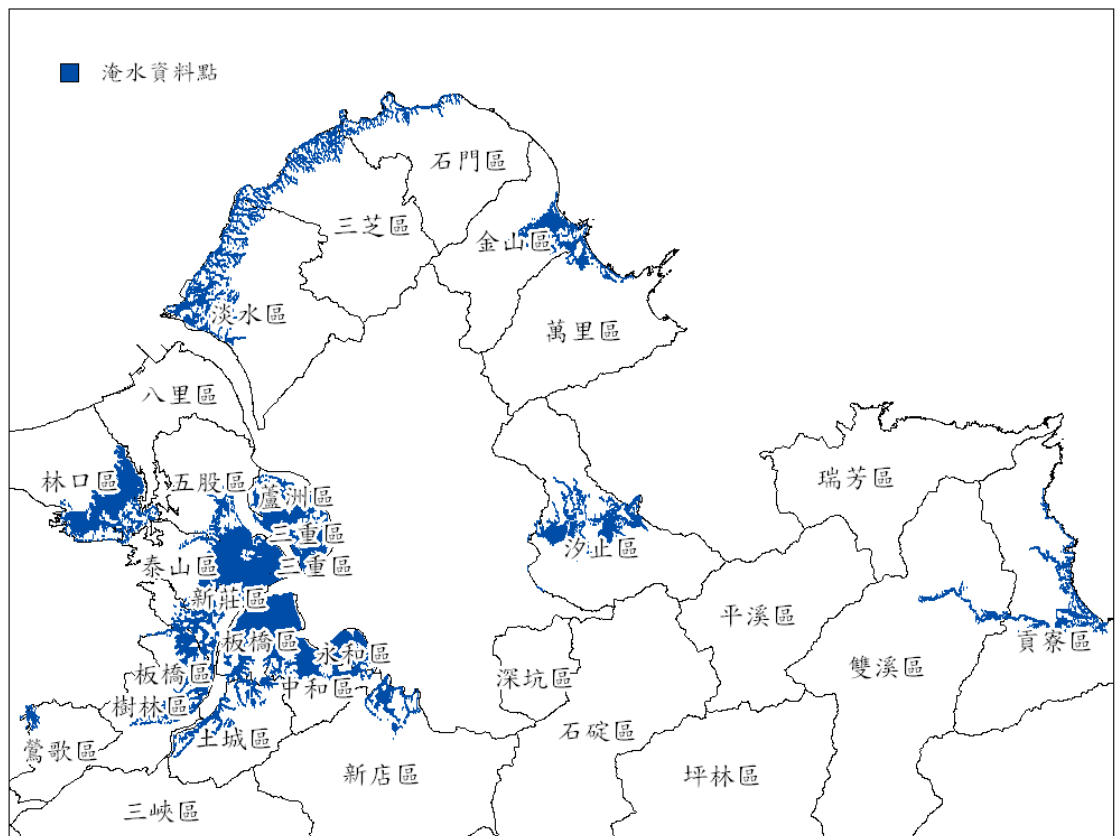 淹水資料點
石門區
三芝區
金山區
淡水區
萬里區
八里區
林口區
五股區
蘆洲區
瑞芳區
三重區
汐止區
泰山區
三重區
新莊區
平溪區
板橋區
永和區
貢寮區
板橋區
中和區
深坑區
雙溪區
樹林區
土城區
石碇區
鶯歌區
新店區
坪林區
三峽區